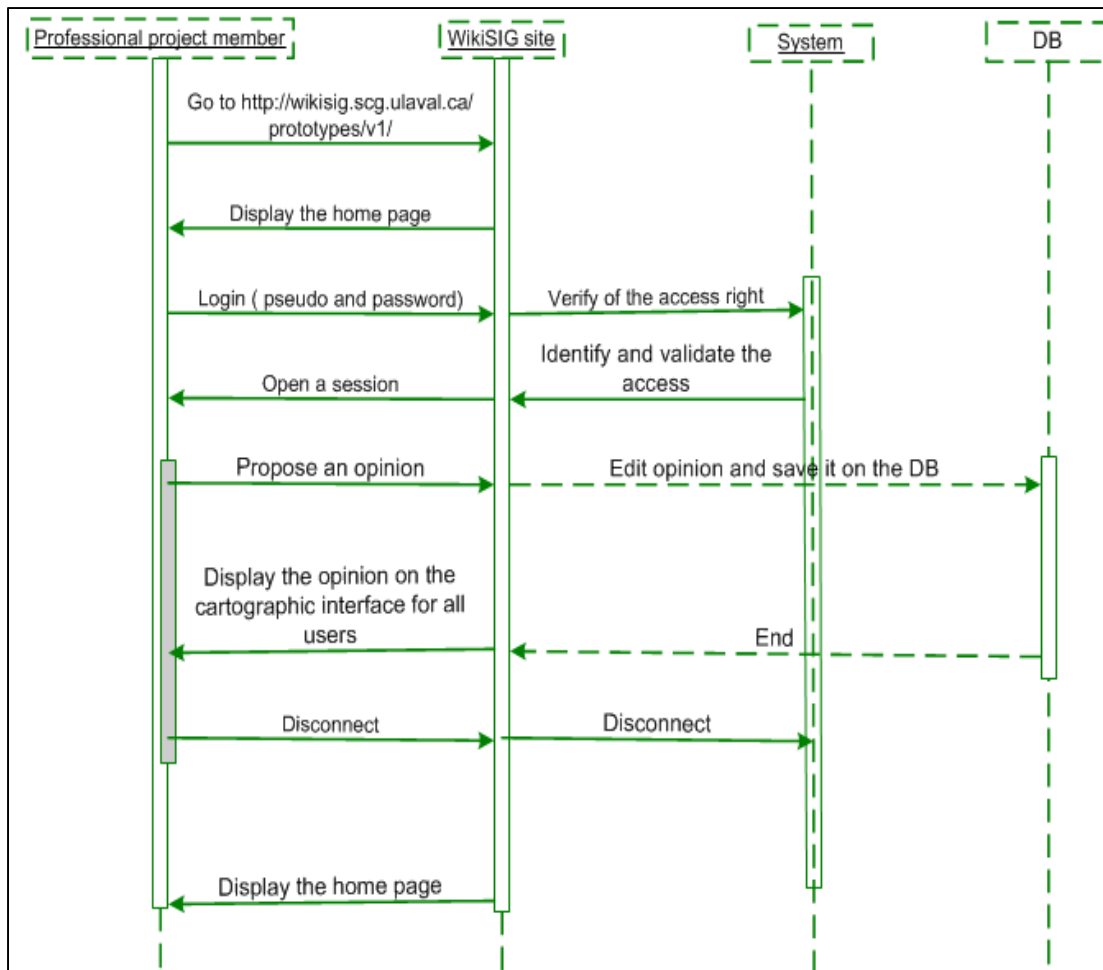 Professional project member
WikiSIG site
System
DB
Go to http://wikisig.scg.ulaval.ca/
prototypes/v1/
Display the home page
Login ( pseudo and password)
Verify of the access right
Identify and validate the
access
Open a session
Propose an opinion
Edit opinion and save it on the DB
Display the opinion on the
cartographic interface for all
users
End
Disconnect
Disconnect
Display the home page